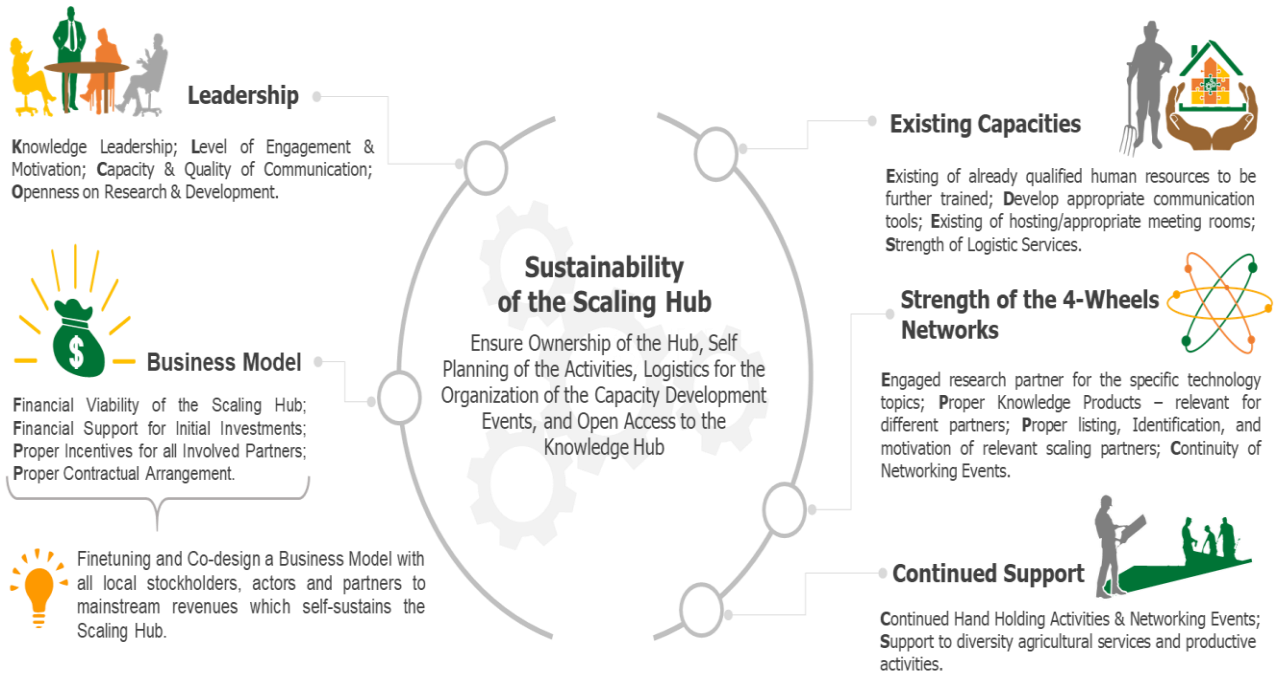 Leadership
Knowledge Leadership; Level of Engagement &
Motivation; Capacity & Quality of Communication;
Openness on Research & Development.
Business Model
Financial Viability of the Scaling Hub;
Financial Support for Initial Investments;
Proper Incentives for all Involved Partners;
Proper Contractual Arrangement.
Finetuning and Co-design a Business Model with
all local stockholders, actors and partners to
mainstream revenues which self-sustains the
Scaling Hub.
Sustainability
of the Scaling Hub
Ensure Ownership of the Hub, Self
Planning of the Activities, Logistics for the
Organization of the Capacity Development
Events, and Open Access to the
Knowledge Hub
Existing Capacities
Existing of already qualified human resources to be
further trained; Develop appropriate communication
tools; Existing of hosting/appropriate meeting rooms;
Strength of Logistic Services.
Strength of the 4-Wheels
Networks
Engaged research partner for the specific technology
topics; Proper Knowledge Products – relevant for
different partners; Proper listing, Identification, and
motivation of relevant scaling partners; Continuity of
Networking Events.
Continued Support
Continued Hand Holding Activities & Networking Events;
Support to diversity agricultural services and productive
activities.
$